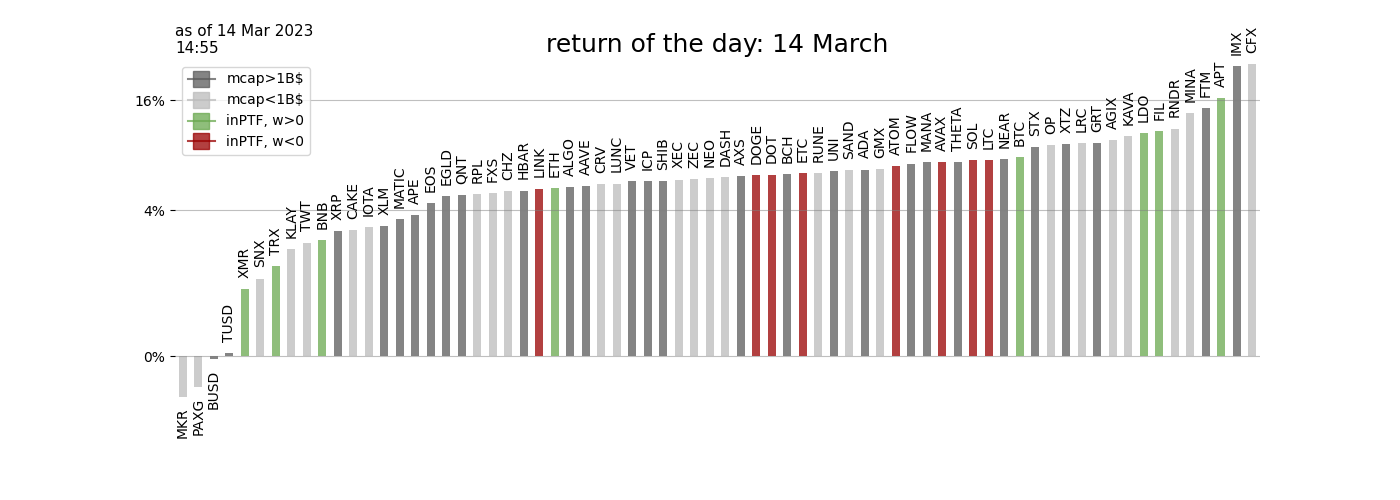 as of 14 Mar 2023
14:55
return of the day: 14 March
mcap>1B$
mcap<1B$
inPTF, w>0
inPTF, w<0
16%
4%
0%
MKR
PAXG
BUSD
TUSD
XMR
SNX
TRX
KLAY
TWT
BNB
XRP
CAKE
IOTA
XLM
MATIC
APE
EOS
EGLD
QNT
RPL
FXS
CHZ
HBAR
LINK
ETH
ALGO
AAVE
CRV
LUNC
VET
ICP
SHIB
XEC
ZEC
NEO
DASH
AXS
DOGE
DOT
BCH
ETC
RUNE
UNI
SAND
ADA
GMX
ATOM
FLOW
MANA
AVAX
THETA
SOL
LTC
NEAR
BTC
STX
OP
XTZ
LRC
GRT
AGIX
KAVA
LDO
FIL
RNDR
MINA
FTM
APT
IMX
CFX